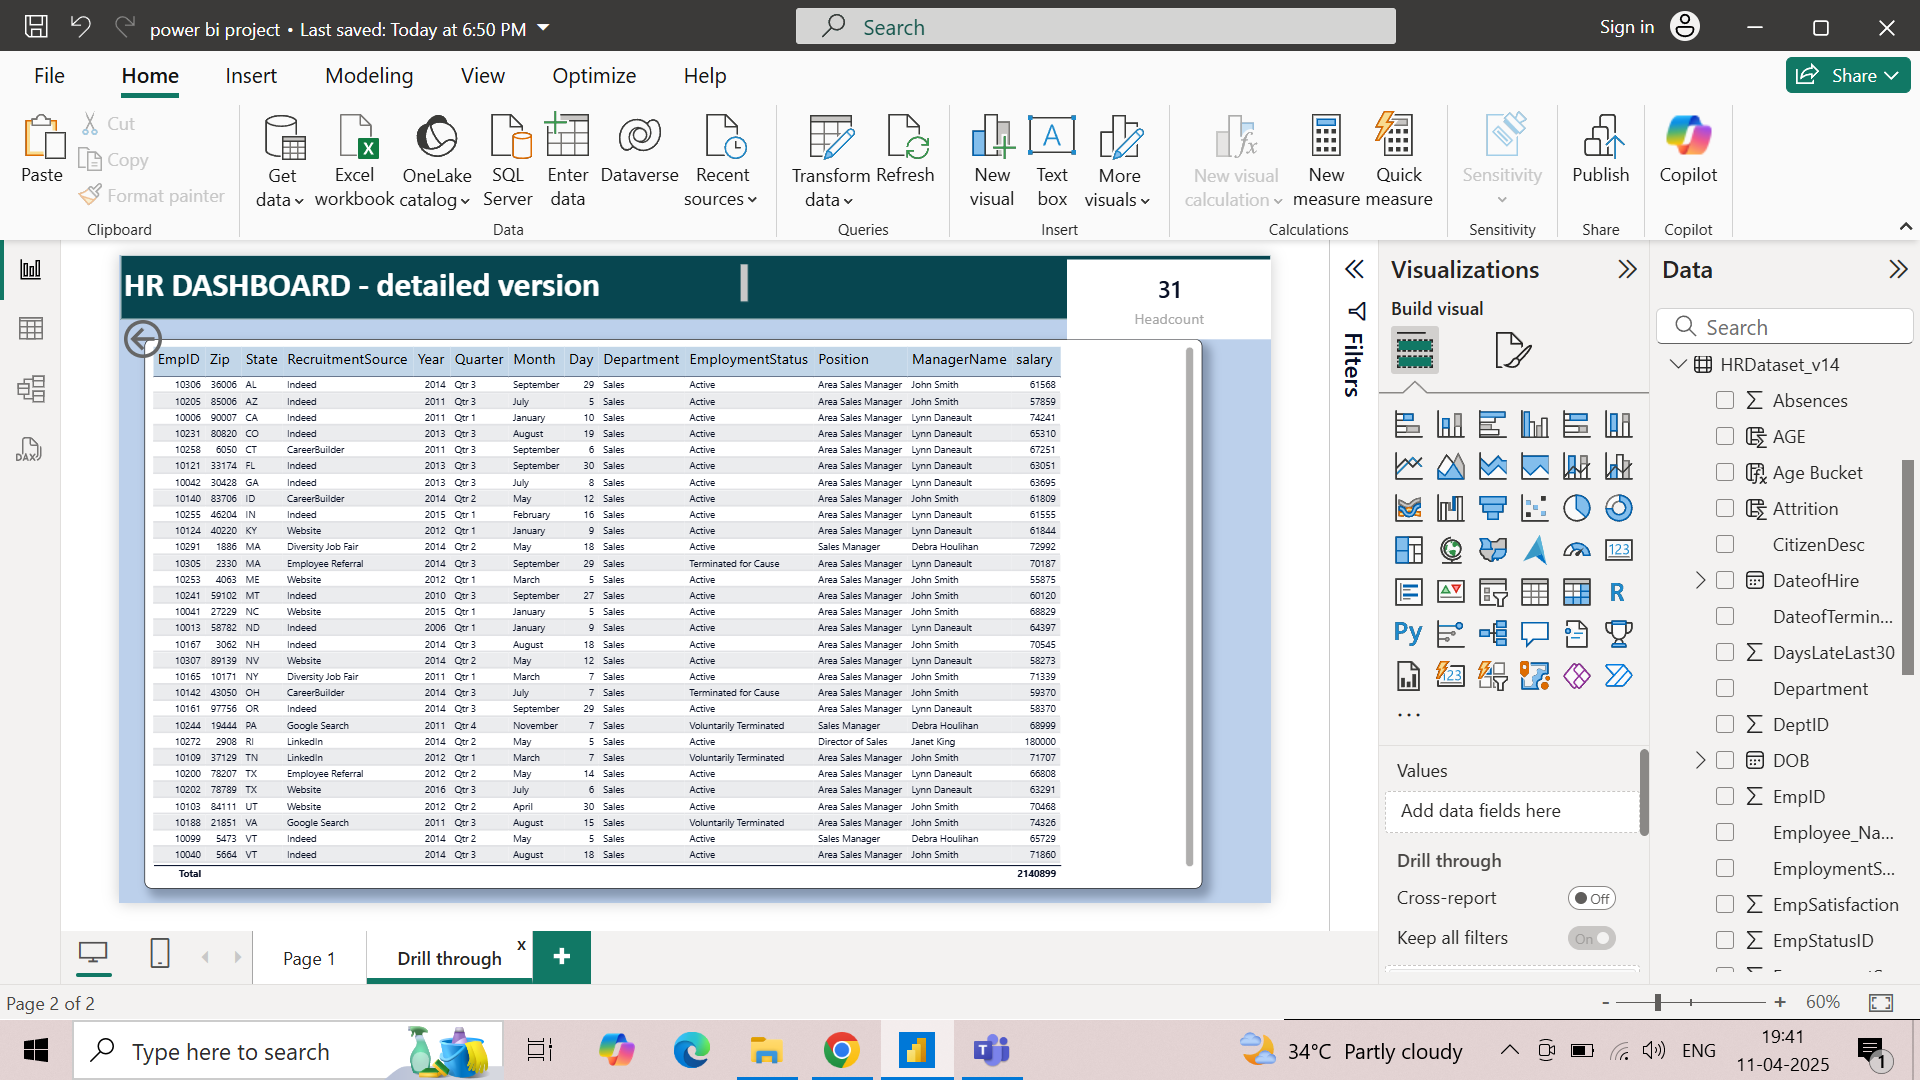 power bi project • Last saved: Today at 6:50 PM
Search
Sign in
File Home Insert Modeling View Optimize Help
Share
Paste
Cut
Copy
Format painter
Clipboard
Get data
Excel workbook
OneLake catalog
SQL Server
Enter data
Dataverse
Recent sources
Data
Transform data
Refresh
Queries
New visual
Text box
More visuals
Insert
New visual calculation
New measure
Quick measure
Calculations
Sensitivity
Sensitivity
Publish
Share
Copilot
Copilot
HR DASHBOARD - detailed version
31
Headcount
EmpID Zip State RecruitmentSource Year Quarter Month Day Department EmploymentStatus Position ManagerName salary
10306 36006 AL Indeed 2014 Qtr 3 September 29 Sales Active Area Sales Manager John Smith 61568
10205 85006 AZ Indeed 2011 Qtr 3 July 5 Sales Active Area Sales Manager John Smith 57859
10006 90007 CA Indeed 2011 Qtr 1 January 10 Sales Active Area Sales Manager Lynn Daneault 74241
10231 80820 CO Indeed 2013 Qtr 3 August 19 Sales Active Area Sales Manager Lynn Daneault 65310
10258 6050 CT CareerBuilder 2011 Qtr 3 September 6 Sales Active Area Sales Manager Lynn Daneault 67251
10121 33174 FL Indeed 2013 Qtr 3 September 30 Sales Active Area Sales Manager Lynn Daneault 63051
10042 30428 GA Indeed 2013 Qtr 3 July 8 Sales Active Area Sales Manager Lynn Daneault 63695
10140 83706 ID CareerBuilder 2014 Qtr 2 May 12 Sales Active Area Sales Manager John Smith 61809
10255 46204 IN Indeed 2015 Qtr 1 February 16 Sales Active Area Sales Manager Lynn Daneault 61555
10124 40220 KY Website 2012 Qtr 1 January 9 Sales Active Area Sales Manager Lynn Daneault 61844
10291 1886 MA Diversity Job Fair 2014 Qtr 2 May 18 Sales Active Sales Manager Debra Houlihan 72992
10305 2330 MA Employee Referral 2014 Qtr 3 September 29 Sales Terminated for Cause Area Sales Manager Lynn Daneault 70187
10253 4063 ME Website 2012 Qtr 1 March 5 Sales Active Area Sales Manager John Smith 55875
10241 59102 MT Indeed 2010 Qtr 3 September 27 Sales Active Area Sales Manager John Smith 60120
10041 27229 NC Website 2015 Qtr 1 January 5 Sales Active Area Sales Manager John Smith 68829
10013 58782 ND Indeed 2006 Qtr 1 January 9 Sales Active Area Sales Manager Lynn Daneault 64397
10167 3062 NH Indeed 2014 Qtr 3 August 18 Sales Active Area Sales Manager John Smith 70545
10307 89139 NV Website 2014 Qtr 2 May 12 Sales Active Area Sales Manager Lynn Daneault 58273
10165 10171 NY Diversity Job Fair 2011 Qtr 1 March 7 Sales Active Area Sales Manager John Smith 71339
10142 43050 OH CareerBuilder 2014 Qtr 3 July 7 Sales Terminated for Cause Area Sales Manager John Smith 59370
10161 97756 OR Indeed 2014 Qtr 3 September 29 Sales Active Area Sales Manager Lynn Daneault 58370
10244 19444 PA Google Search 2011 Qtr 4 November 7 Sales Voluntarily Terminated Sales Manager Debra Houlihan 68999
10272 2908 RI LinkedIn 2014 Qtr 2 May 5 Sales Active Director of Sales Janet King 180000
10109 37129 TN LinkedIn 2012 Qtr 1 March 7 Sales Voluntarily Terminated Area Sales Manager John Smith 71707
10200 78207 TX Employee Referral 2012 Qtr 2 May 14 Sales Active Area Sales Manager Lynn Daneault 66808
10202 78789 TX Website 2016 Qtr 3 July 6 Sales Active Area Sales Manager Lynn Daneault 63291
10103 84111 UT Website 2012 Qtr 2 April 30 Sales Active Area Sales Manager John Smith 70468
10188 21851 VA Google Search 2011 Qtr 3 August 15 Sales Voluntarily Terminated Area Sales Manager John Smith 74326
10099 5473 VT Indeed 2014 Qtr 2 May 5 Sales Active Sales Manager Debra Houlihan 65729
10040 5664 VT Indeed 2014 Qtr 3 August 18 Sales Active Area Sales Manager John Smith 71860
Total 2140899
Filters
Visualizations
Build visual
123
R
Py
123
...
Values
Add data fields here
Drill through
Cross-report Off
Keep all filters On
Data
Search
HRDataset_v14
Absences
AGE
Age Bucket
Attrition
CitizenDesc
DateofHire
DateofTermin...
DaysLateLast30
Department
DeptID
DOB
EmpID
Employee_Na...
EmploymentS...
EmpSatisfaction
EmpStatusID
DAX
Page 1
Drill through
x
+
Page 2 of 2
- + 60%
Type here to search
34°C Partly cloudy
ENG
19:41
11-04-2025
1